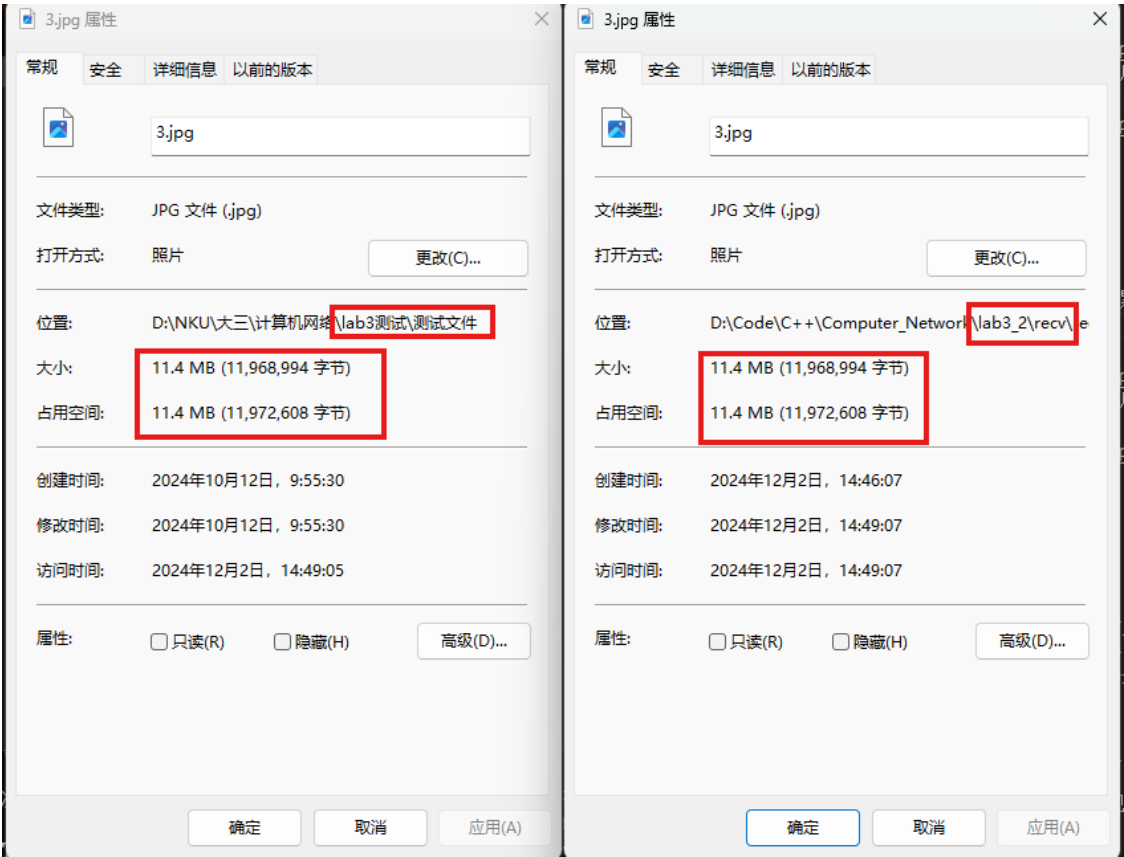 3.jpg 属性
常规 安全 详细信息 以前的版本
3.jpg
文件类型: JPG 文件 (.jpg)
打开方式: 照片 更改(C)...
位置: D:\NKU\大三\计算机网络\lab3测试\测试文件
大小: 11.4 MB (11,968,994 字节)
占用空间: 11.4 MB (11,972,608 字节)
创建时间: 2024年10月12日，9:55:30
修改时间: 2024年10月12日，9:55:30
访问时间: 2024年12月2日，14:49:05
属性: 只读(R) 隐藏(H) 高级(D)...
确定 取消 应用(A)
3.jpg 属性
常规 安全 详细信息 以前的版本
3.jpg
文件类型: JPG 文件 (.jpg)
打开方式: 照片 更改(C)...
位置: D:\Code\C++\Computer_Network\lab3_2\recv\
大小: 11.4 MB (11,968,994 字节)
占用空间: 11.4 MB (11,972,608 字节)
创建时间: 2024年12月2日，14:46:07
修改时间: 2024年12月2日，14:49:07
访问时间: 2024年12月2日，14:49:07
属性: 只读(R) 隐藏(H) 高级(D)...
确定 取消 应用(A)